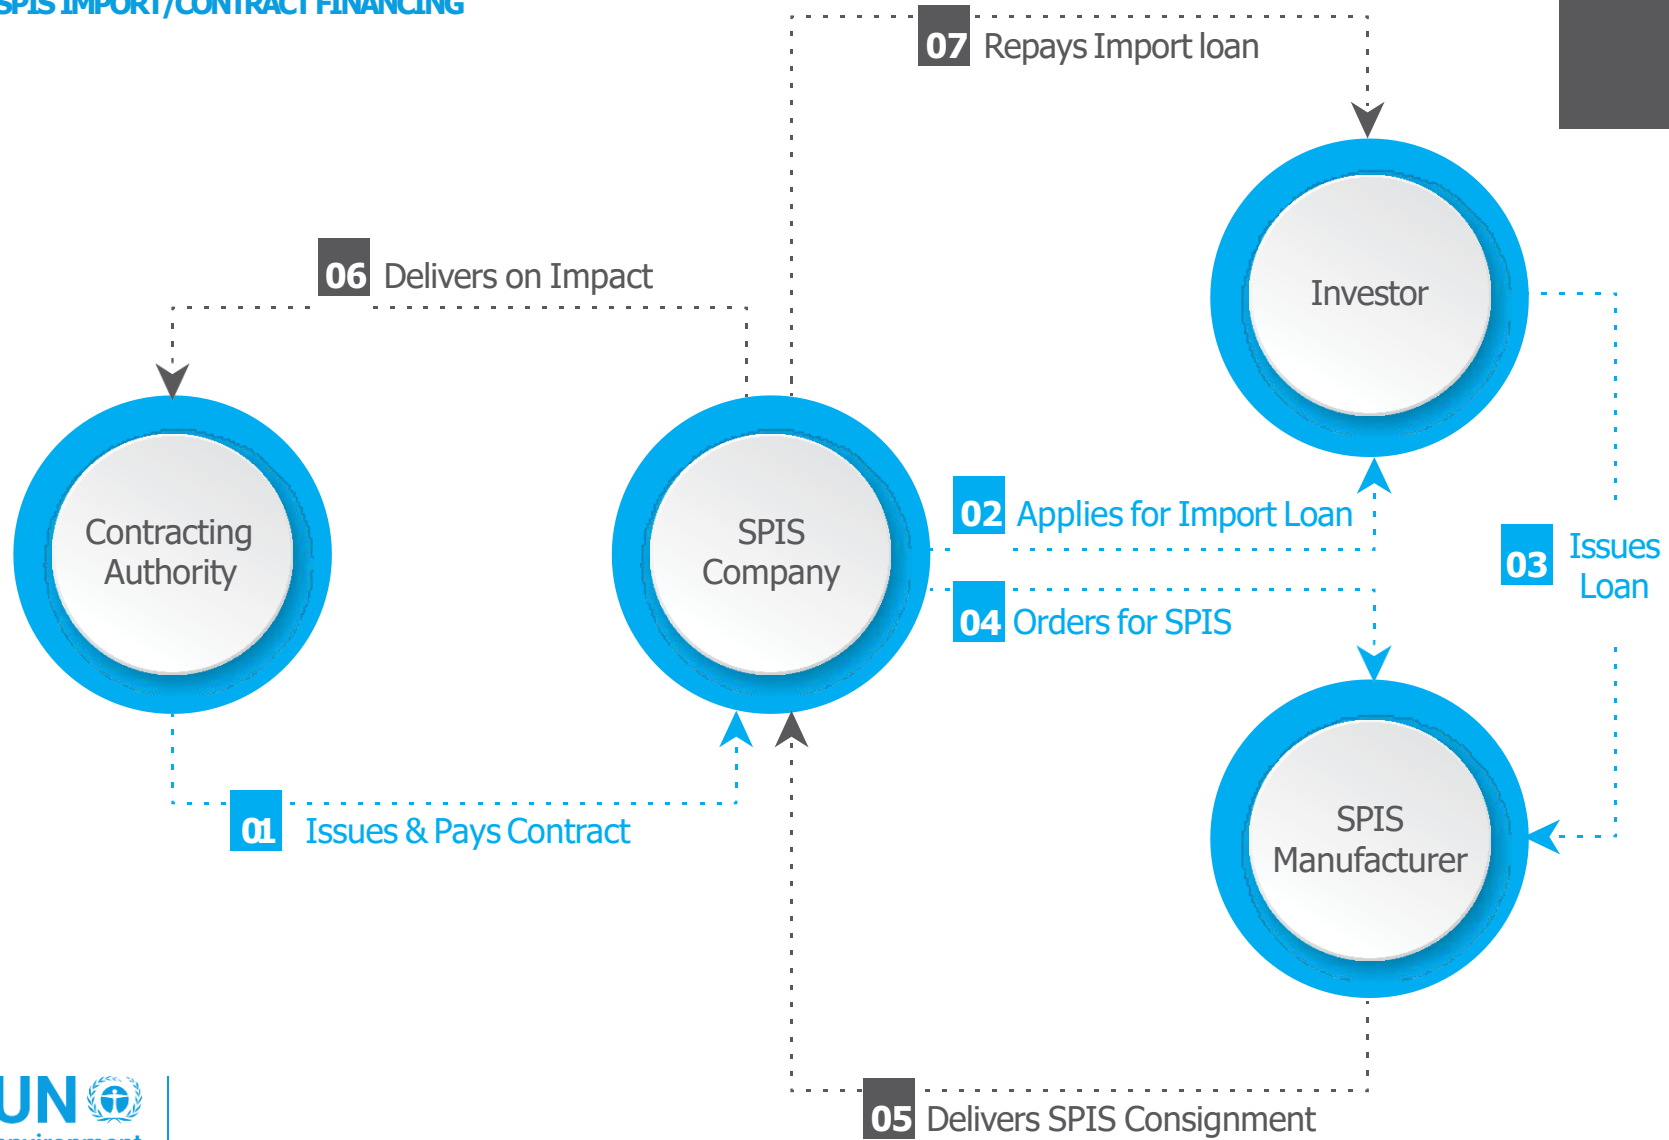 SPIS IMPORT/CONTRACT FINANCING
07 Repays Import loan
06 Delivers on Impact
Investor
Contracting
Authority
SPIS
Company
02 Applies for Import Loan
03 Issues
Loan
04 Orders for SPIS
SPIS
Manufacturer
01 Issues & Pays Contract
05 Delivers SPIS Consignment
UN
environment